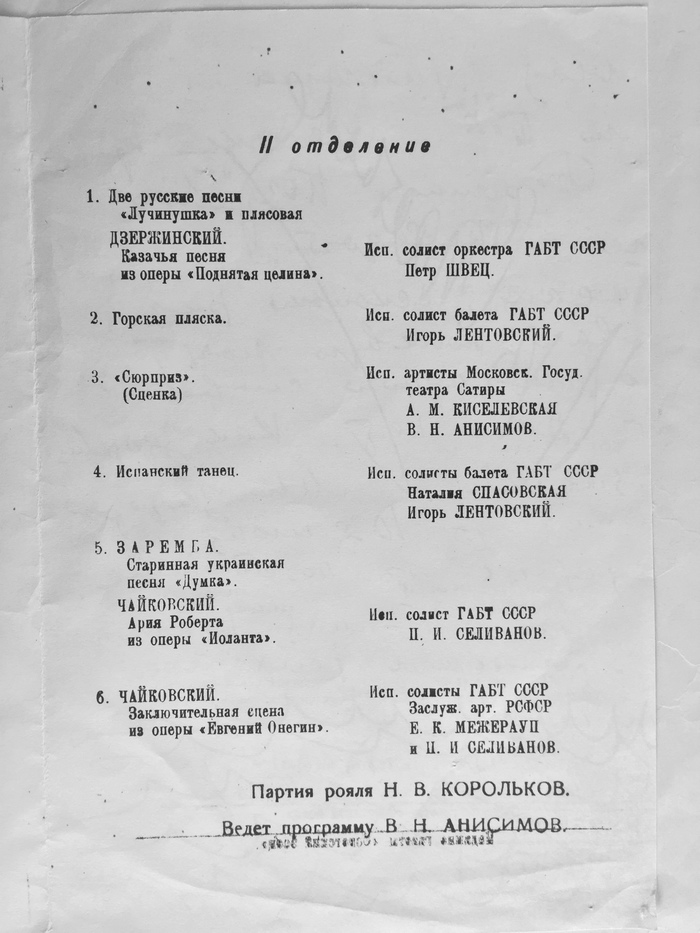 II отделение
1. Две русские песни
«Лучинушка» и плясовая
ДЗЕРЖИНСКИЙ.
Казачья песня
из оперы «Поднятая целина».
Исп. солист оркестра ГАБТ СССР
Петр ШВЕЦ.
2. Горская пляска.
Исп. солист балета ГАБТ СССР
Игорь ЛЕНТОВСКИЙ.
3. «Сюрприз».
(Сценка)
Исп. артисты Московск. Госуд.
театра Сатиры
А. М. КИСЕЛЕВСКАЯ
В. Н. АНИСИМОВ.
4. Испанский танец.
Исп. солисты балета ГАБТ СССР
Наталия СПАСОВСКАЯ
Игорь ЛЕНТОВСКИЙ.
5. ЗАРЕМБА.
Старинная украинская
песня «Думка».
ЧАЙКОВСКИЙ.
Ария Роберта
из оперы «Иоланта».
Исп. солист ГАБТ СССР
П. И. СЕЛИВАНОВ.
6. ЧАЙКОВСКИЙ.
Заключительная сцена
из оперы «Евгений Онегин».
Исп. солисты ГАБТ СССР
Заслуж. арт. РСФСР
Е. К. МЕЖЕРАУП
и П. И СЕЛИВАНОВ.
Партия рояля Н. В. КОРОЛЬКОВ.
Ведет программу В. Н. АНИСИМОВ.